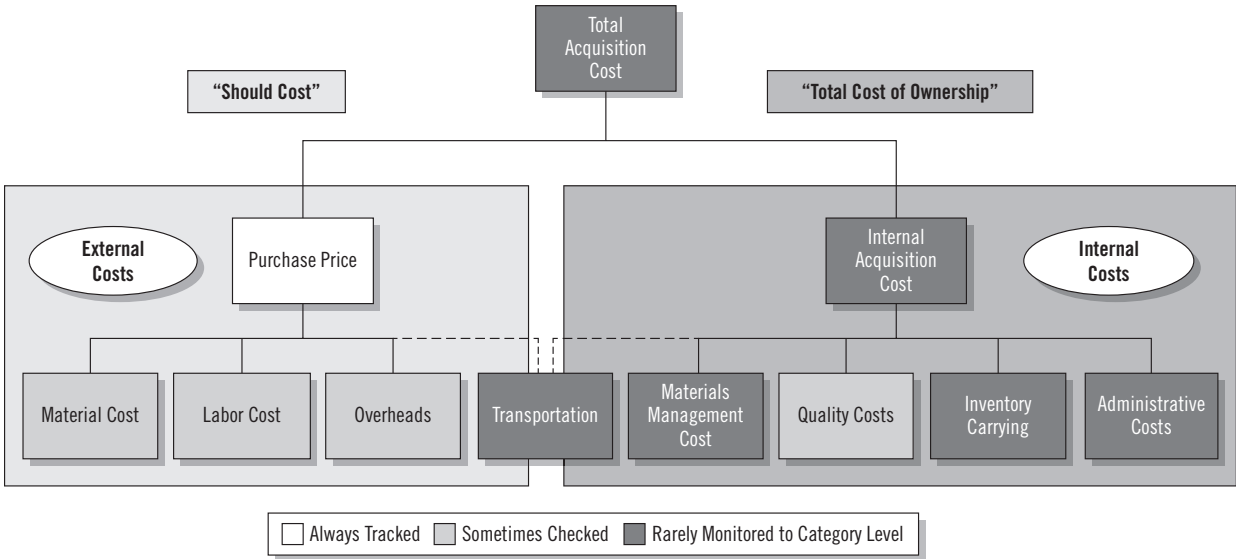 Total
Acquisition
Cost
“Should Cost”
“Total Cost of Ownership”
External
Costs
Purchase Price
Internal
Acquisition
Cost
Internal
Costs
Material Cost
Labor Cost
Overheads
Transportation
Materials
Management
Cost
Quality Costs
Inventory
Carrying
Administrative
Costs
Always Tracked
Sometimes Checked
Rarely Monitored to Category Level